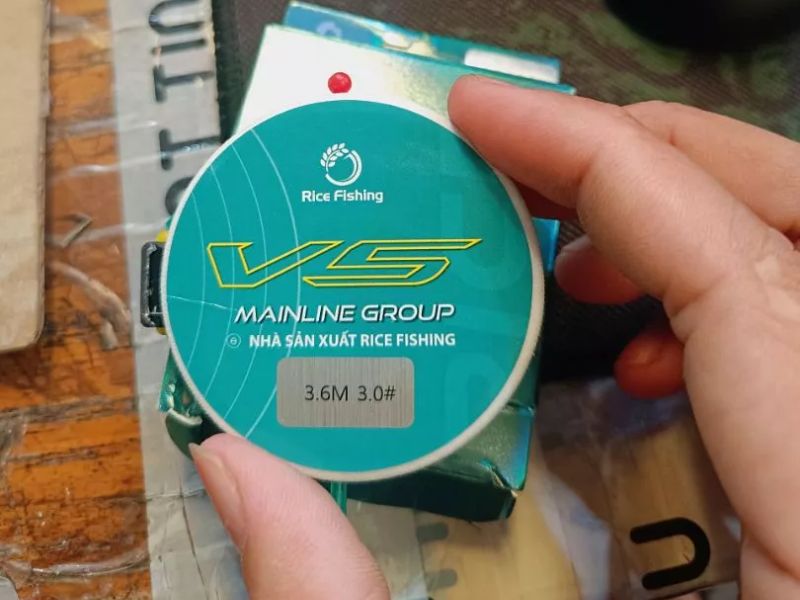 Rice Fishing
VS
MAINLINE GROUP
NHÀ SẢN XUẤT RICE FISHING
3.6M 3.0#